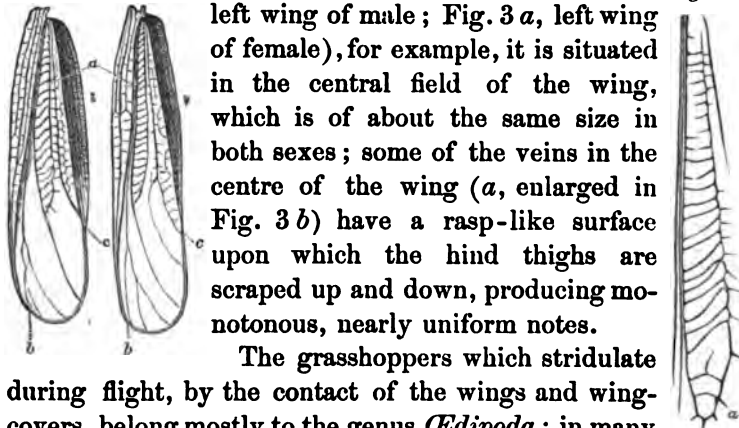 left wing of male ; Fig. 3 a, left wing
of female), for example, it is situated
in the central field of the wing,
which is of about the same size in
both sexes ; some of the veins in the
centre of the wing (a, enlarged in
Fig. 3 b) have a rasp-like surface
upon which the hind thighs are
scraped up and down, producing mo-
notonous, nearly uniform notes.
The grasshoppers which stridulate
during flight, by the contact of the wings and wing-
covers, belong mostly to the genus Œdipoda ; in many
a
c
c
b
b
a